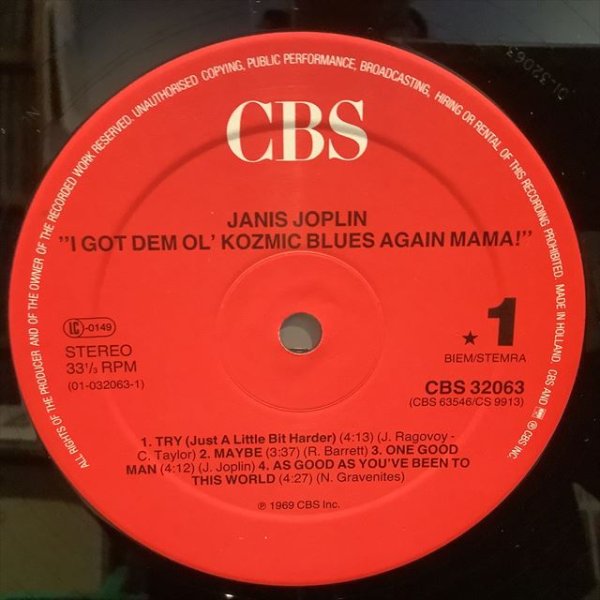 ALL RIGHTS OF THE PRODUCER AND OF THE OWNER OF THE RECORDED WORK RESERVED. UNAUTHORISED COPYING, PUBLIC PERFORMANCE, BROADCASTING, HIRING OR RENTAL OF THIS RECORDING PROHIBITED. MADE IN HOLLAND. CBS AND ℗ CBS INC.
CBS
JANIS JOPLIN
"I GOT DEM OL' KOZMIC BLUES AGAIN MAMA!"
LC-0149
STEREO
33⅓ RPM
(01-032063-1)
★ 1
BIEM/STEMRA
CBS 32063
(CBS 63546/CS 9913)
1. TRY (Just A Little Bit Harder) (4:13) (J. Ragovoy -
C. Taylor) 2. MAYBE (3:37) (R. Barrett) 3. ONE GOOD
MAN (4:12) (J. Joplin) 4. AS GOOD AS YOU'VE BEEN TO
THIS WORLD (4:27) (N. Gravenites)
℗ 1969 CBS Inc.